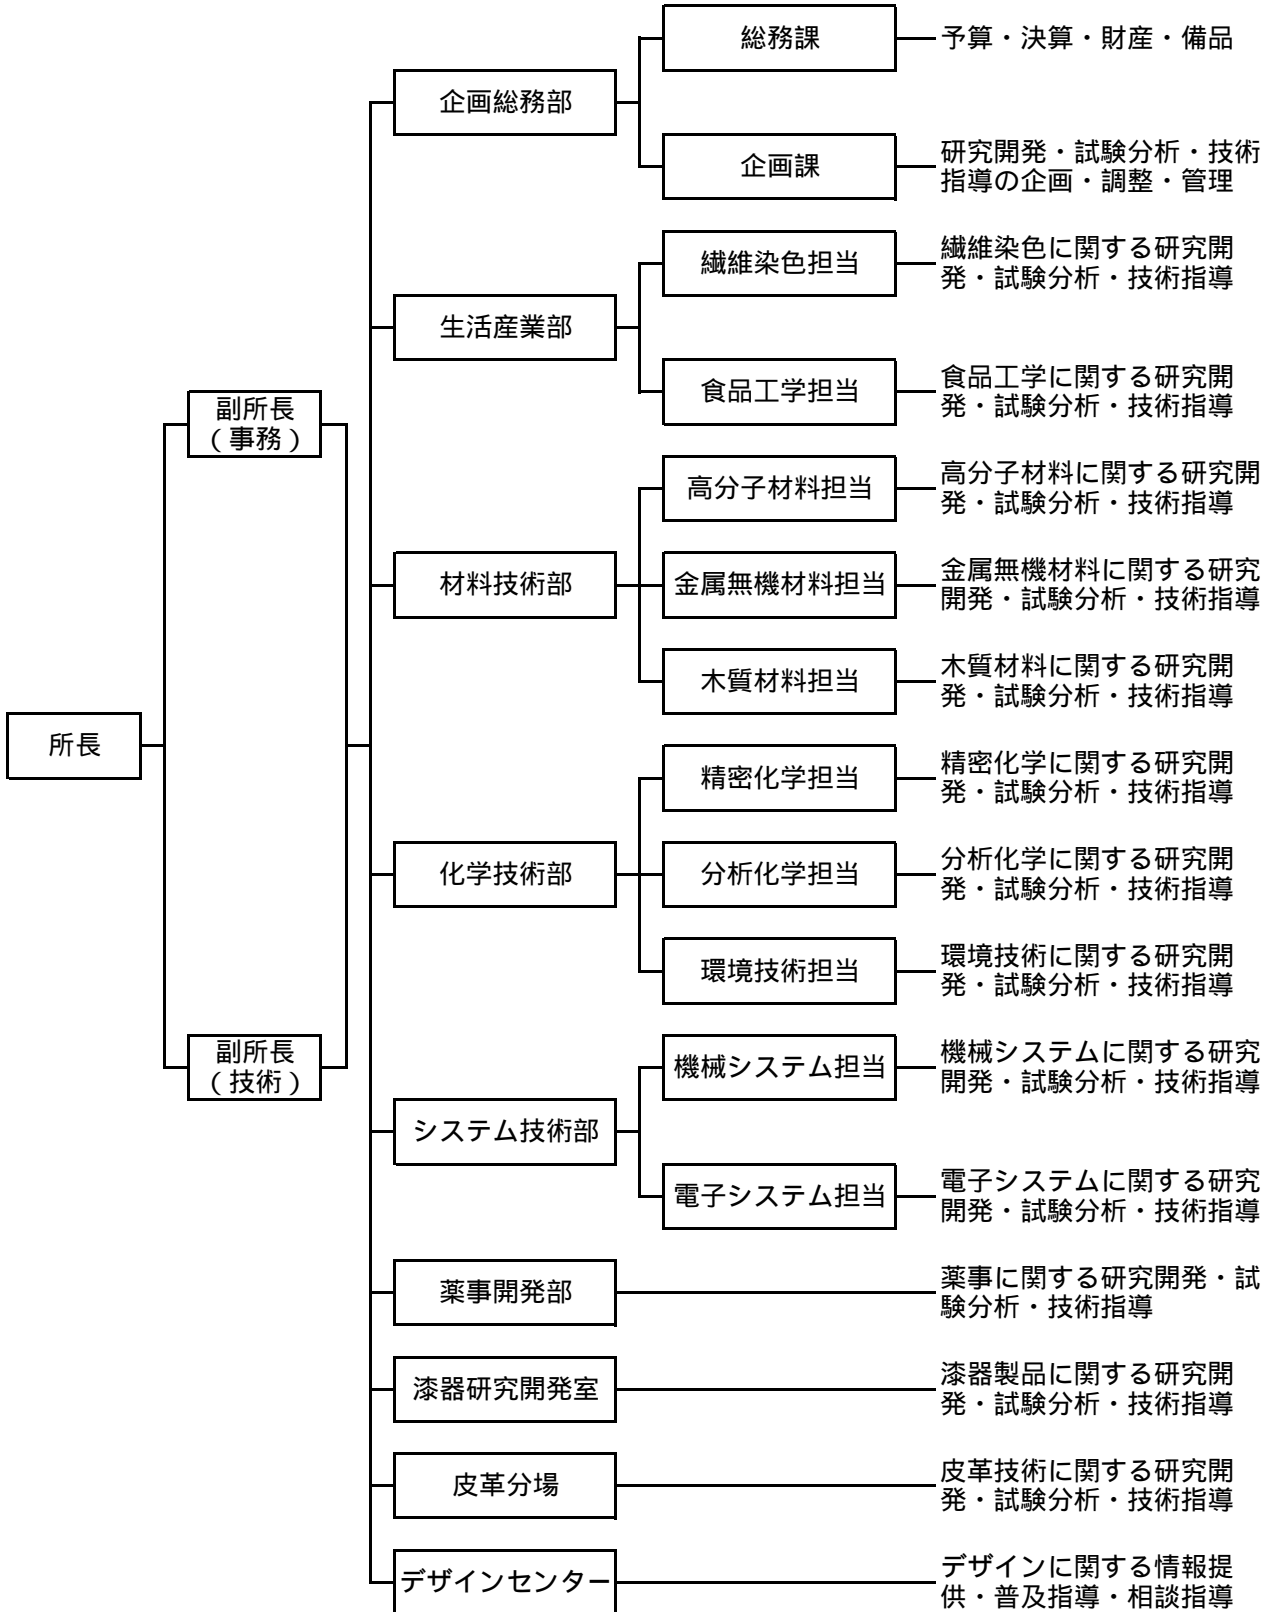 総務課
予算・決算・財産・備品
企画総務部
企画課
研究開発・試験分析・技術
指導の企画・調整・管理
繊維染色担当
繊維染色に関する研究開
発・試験分析・技術指導
生活産業部
食品工学担当
食品工学に関する研究開
発・試験分析・技術指導
副所長
（事務）
高分子材料担当
高分子材料に関する研究開
発・試験分析・技術指導
材料技術部
金属無機材料担当
金属無機材料に関する研究
開発・試験分析・技術指導
木質材料担当
木質材料に関する研究開
発・試験分析・技術指導
所長
精密化学担当
精密化学に関する研究開
発・試験分析・技術指導
化学技術部
分析化学担当
分析化学に関する研究開
発・試験分析・技術指導
環境技術担当
環境技術に関する研究開
発・試験分析・技術指導
副所長
（技術）
機械システム担当
機械システムに関する研究
開発・試験分析・技術指導
システム技術部
電子システム担当
電子システムに関する研究
開発・試験分析・技術指導
薬事開発部
薬事に関する研究開発・試
験分析・技術指導
漆器研究開発室
漆器製品に関する研究開
発・試験分析・技術指導
皮革分場
皮革技術に関する研究開
発・試験分析・技術指導
デザインセンター
デザインに関する情報提
供・普及指導・相談指導